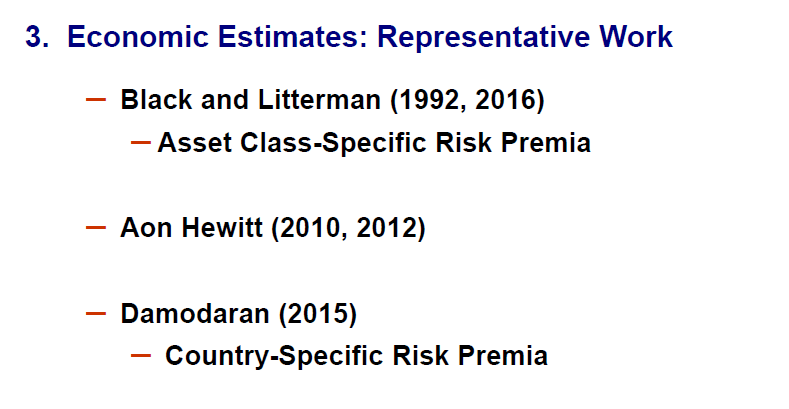 3. Economic Estimates: Representative Work
– Black and Litterman (1992, 2016)
– Asset Class-Specific Risk Premia
– Aon Hewitt (2010, 2012)
– Damodaran (2015)
– Country-Specific Risk Premia